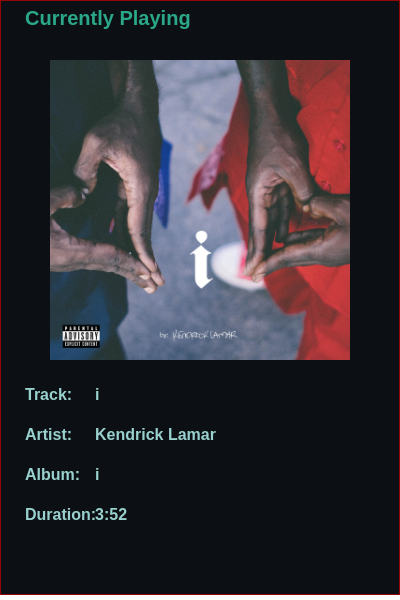 Currently Playing
i
by KENDRICK LAMAR
PARENTAL
ADVISORY
EXPLICIT CONTENT
Track: i
Artist: Kendrick Lamar
Album: i
Duration:3:52